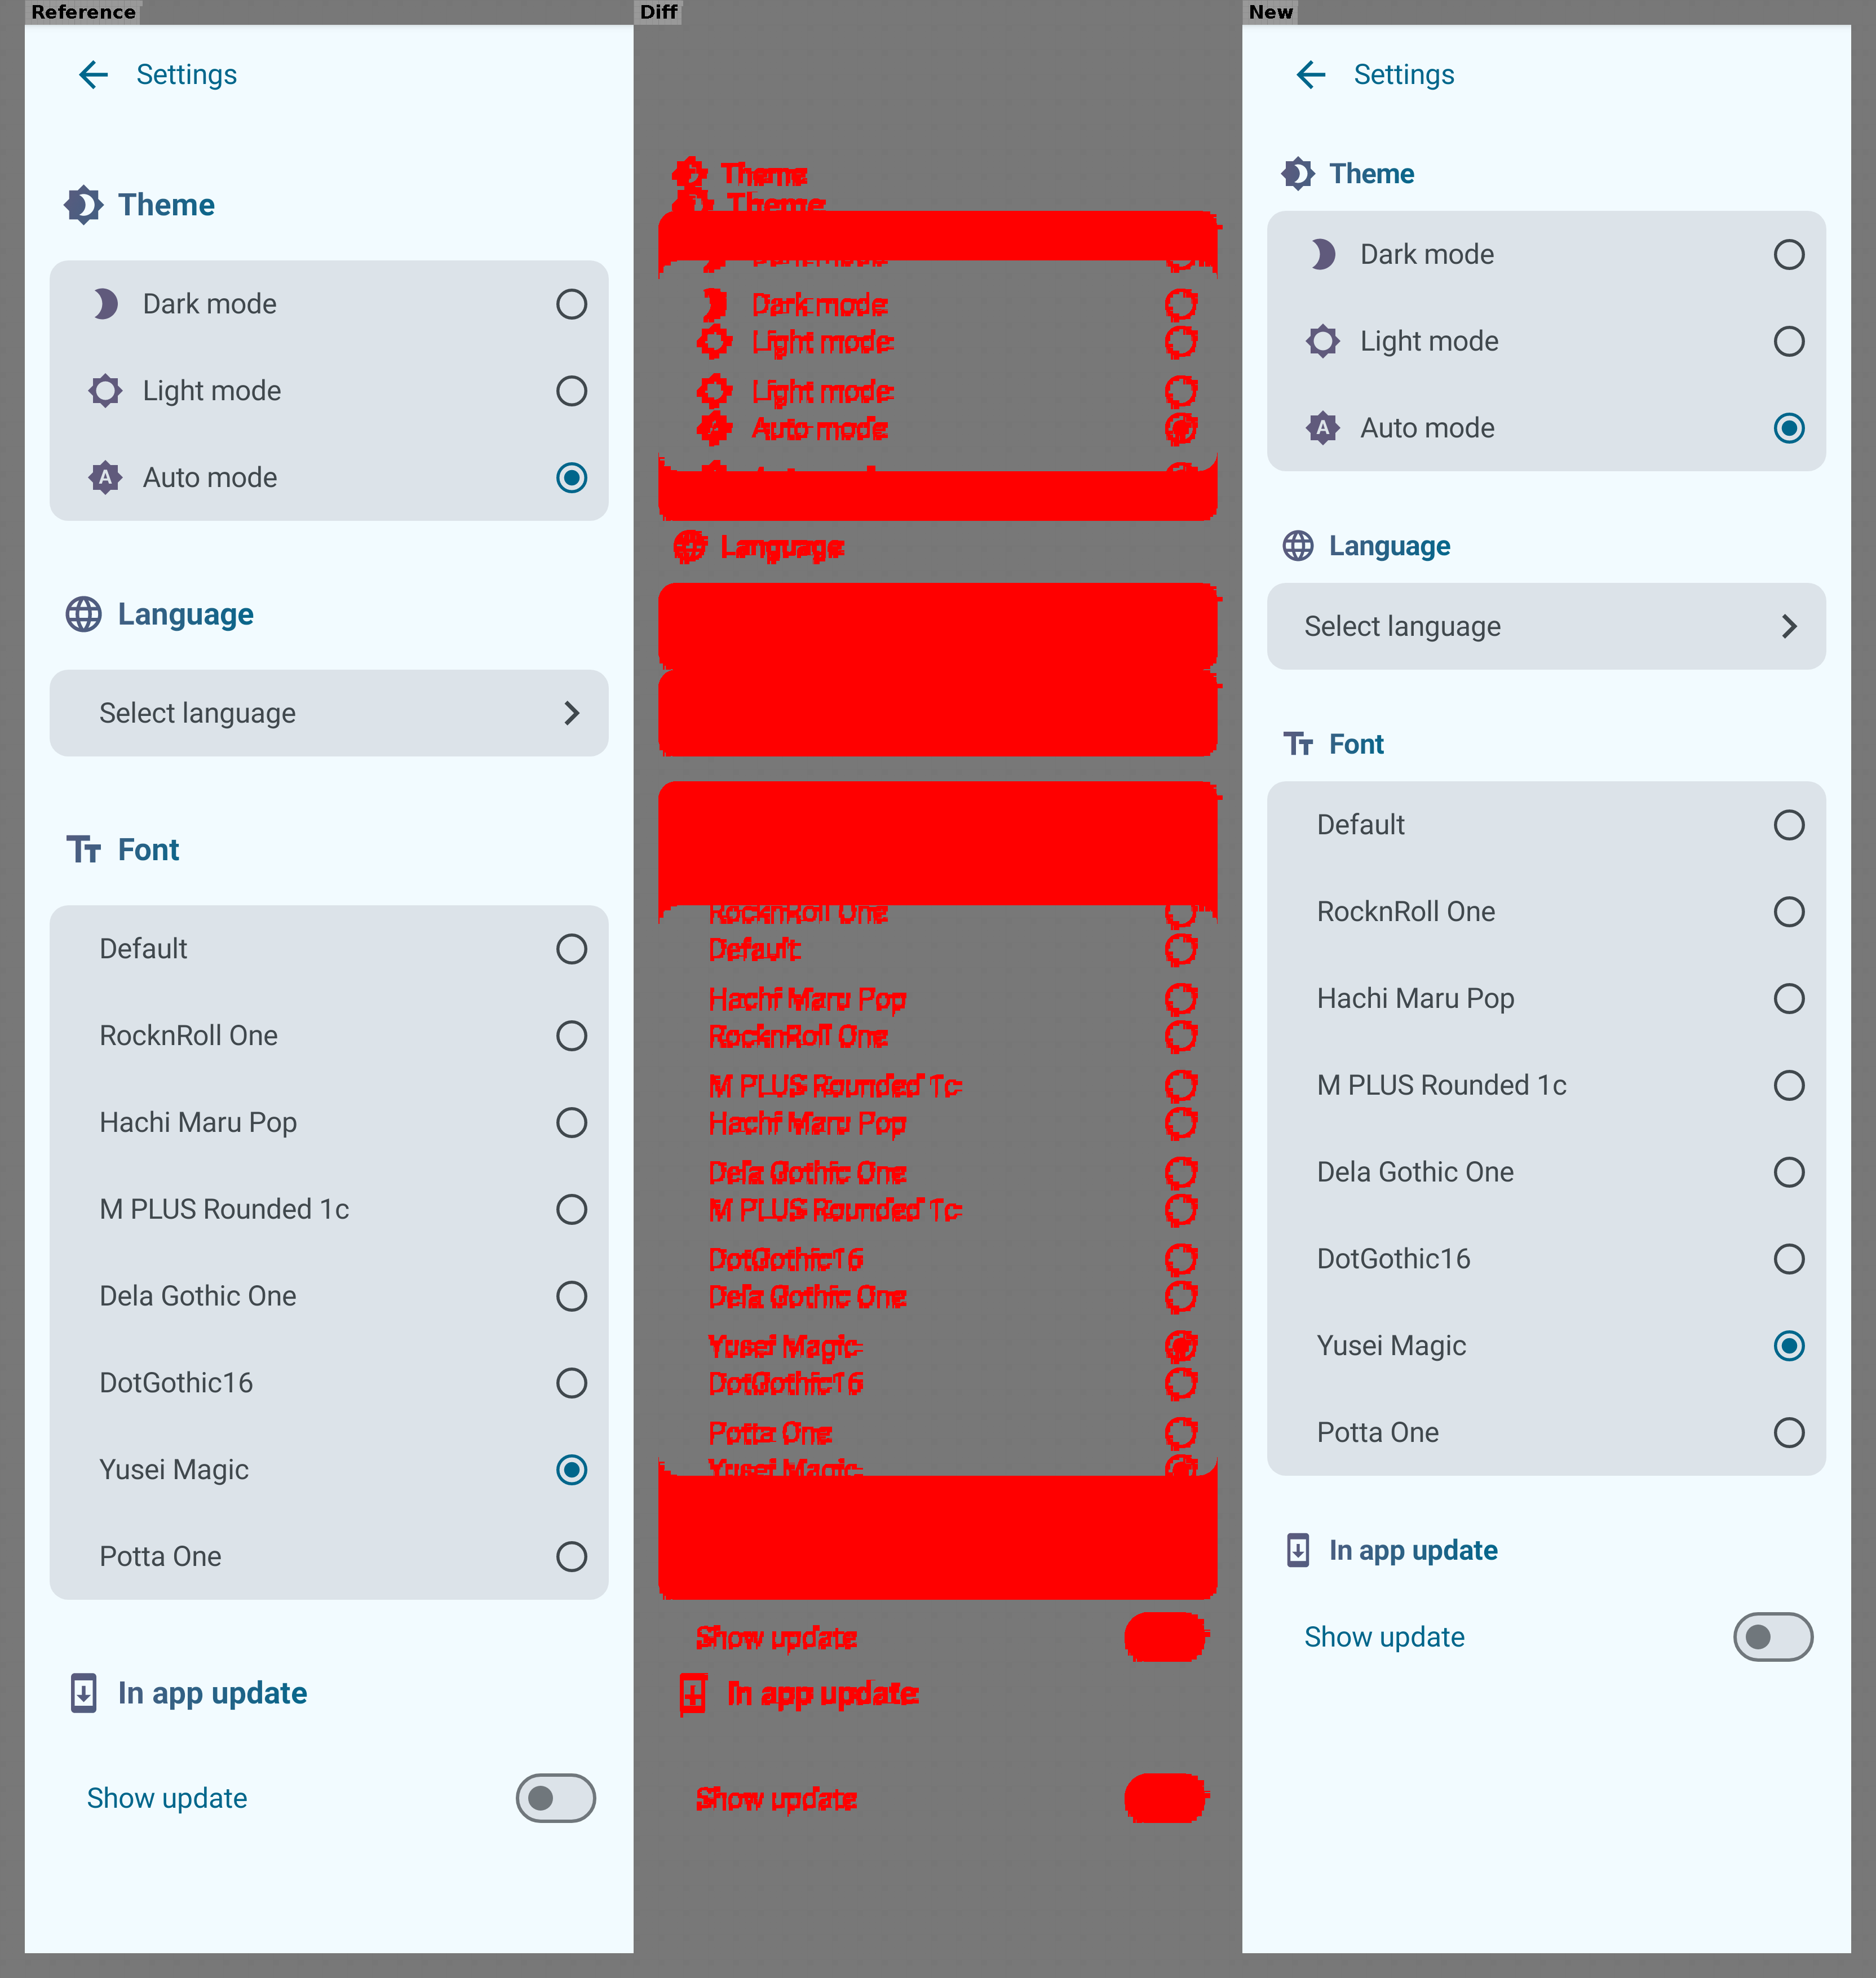 Reference
Settings
Theme
Dark mode
Light mode
A Auto mode
Language
Select language
Font
Default
RocknRoll One
Hachi Maru Pop
M PLUS Rounded 1c
Dela Gothic One
DotGothic16
Yusei Magic
Potta One
In app update
Show update
Diff
Theme
Theme
Dark mode
Light mode
Light mode
Auto mode
Language
RocknRoll One
Default
Hachi Maru Pop
RocknRoll One
M PLUS Rounded 1c
Hachi Maru Pop
Dela Gothic One
M PLUS Rounded 1c
DotGothic16
Dela Gothic One
Yusei Magic
DotGothic16
Potta One
Yusei Magic
Show update
In app update
Show update
New
Settings
Theme
Dark mode
Light mode
A Auto mode
Language
Select language
Font
Default
RocknRoll One
Hachi Maru Pop
M PLUS Rounded 1c
Dela Gothic One
DotGothic16
Yusei Magic
Potta One
In app update
Show update